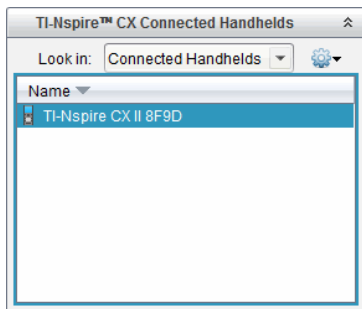 TI-Nspire™ CX Connected Handhelds
Look in: Connected Handhelds
Name
TI-Nspire CX II 8F9D